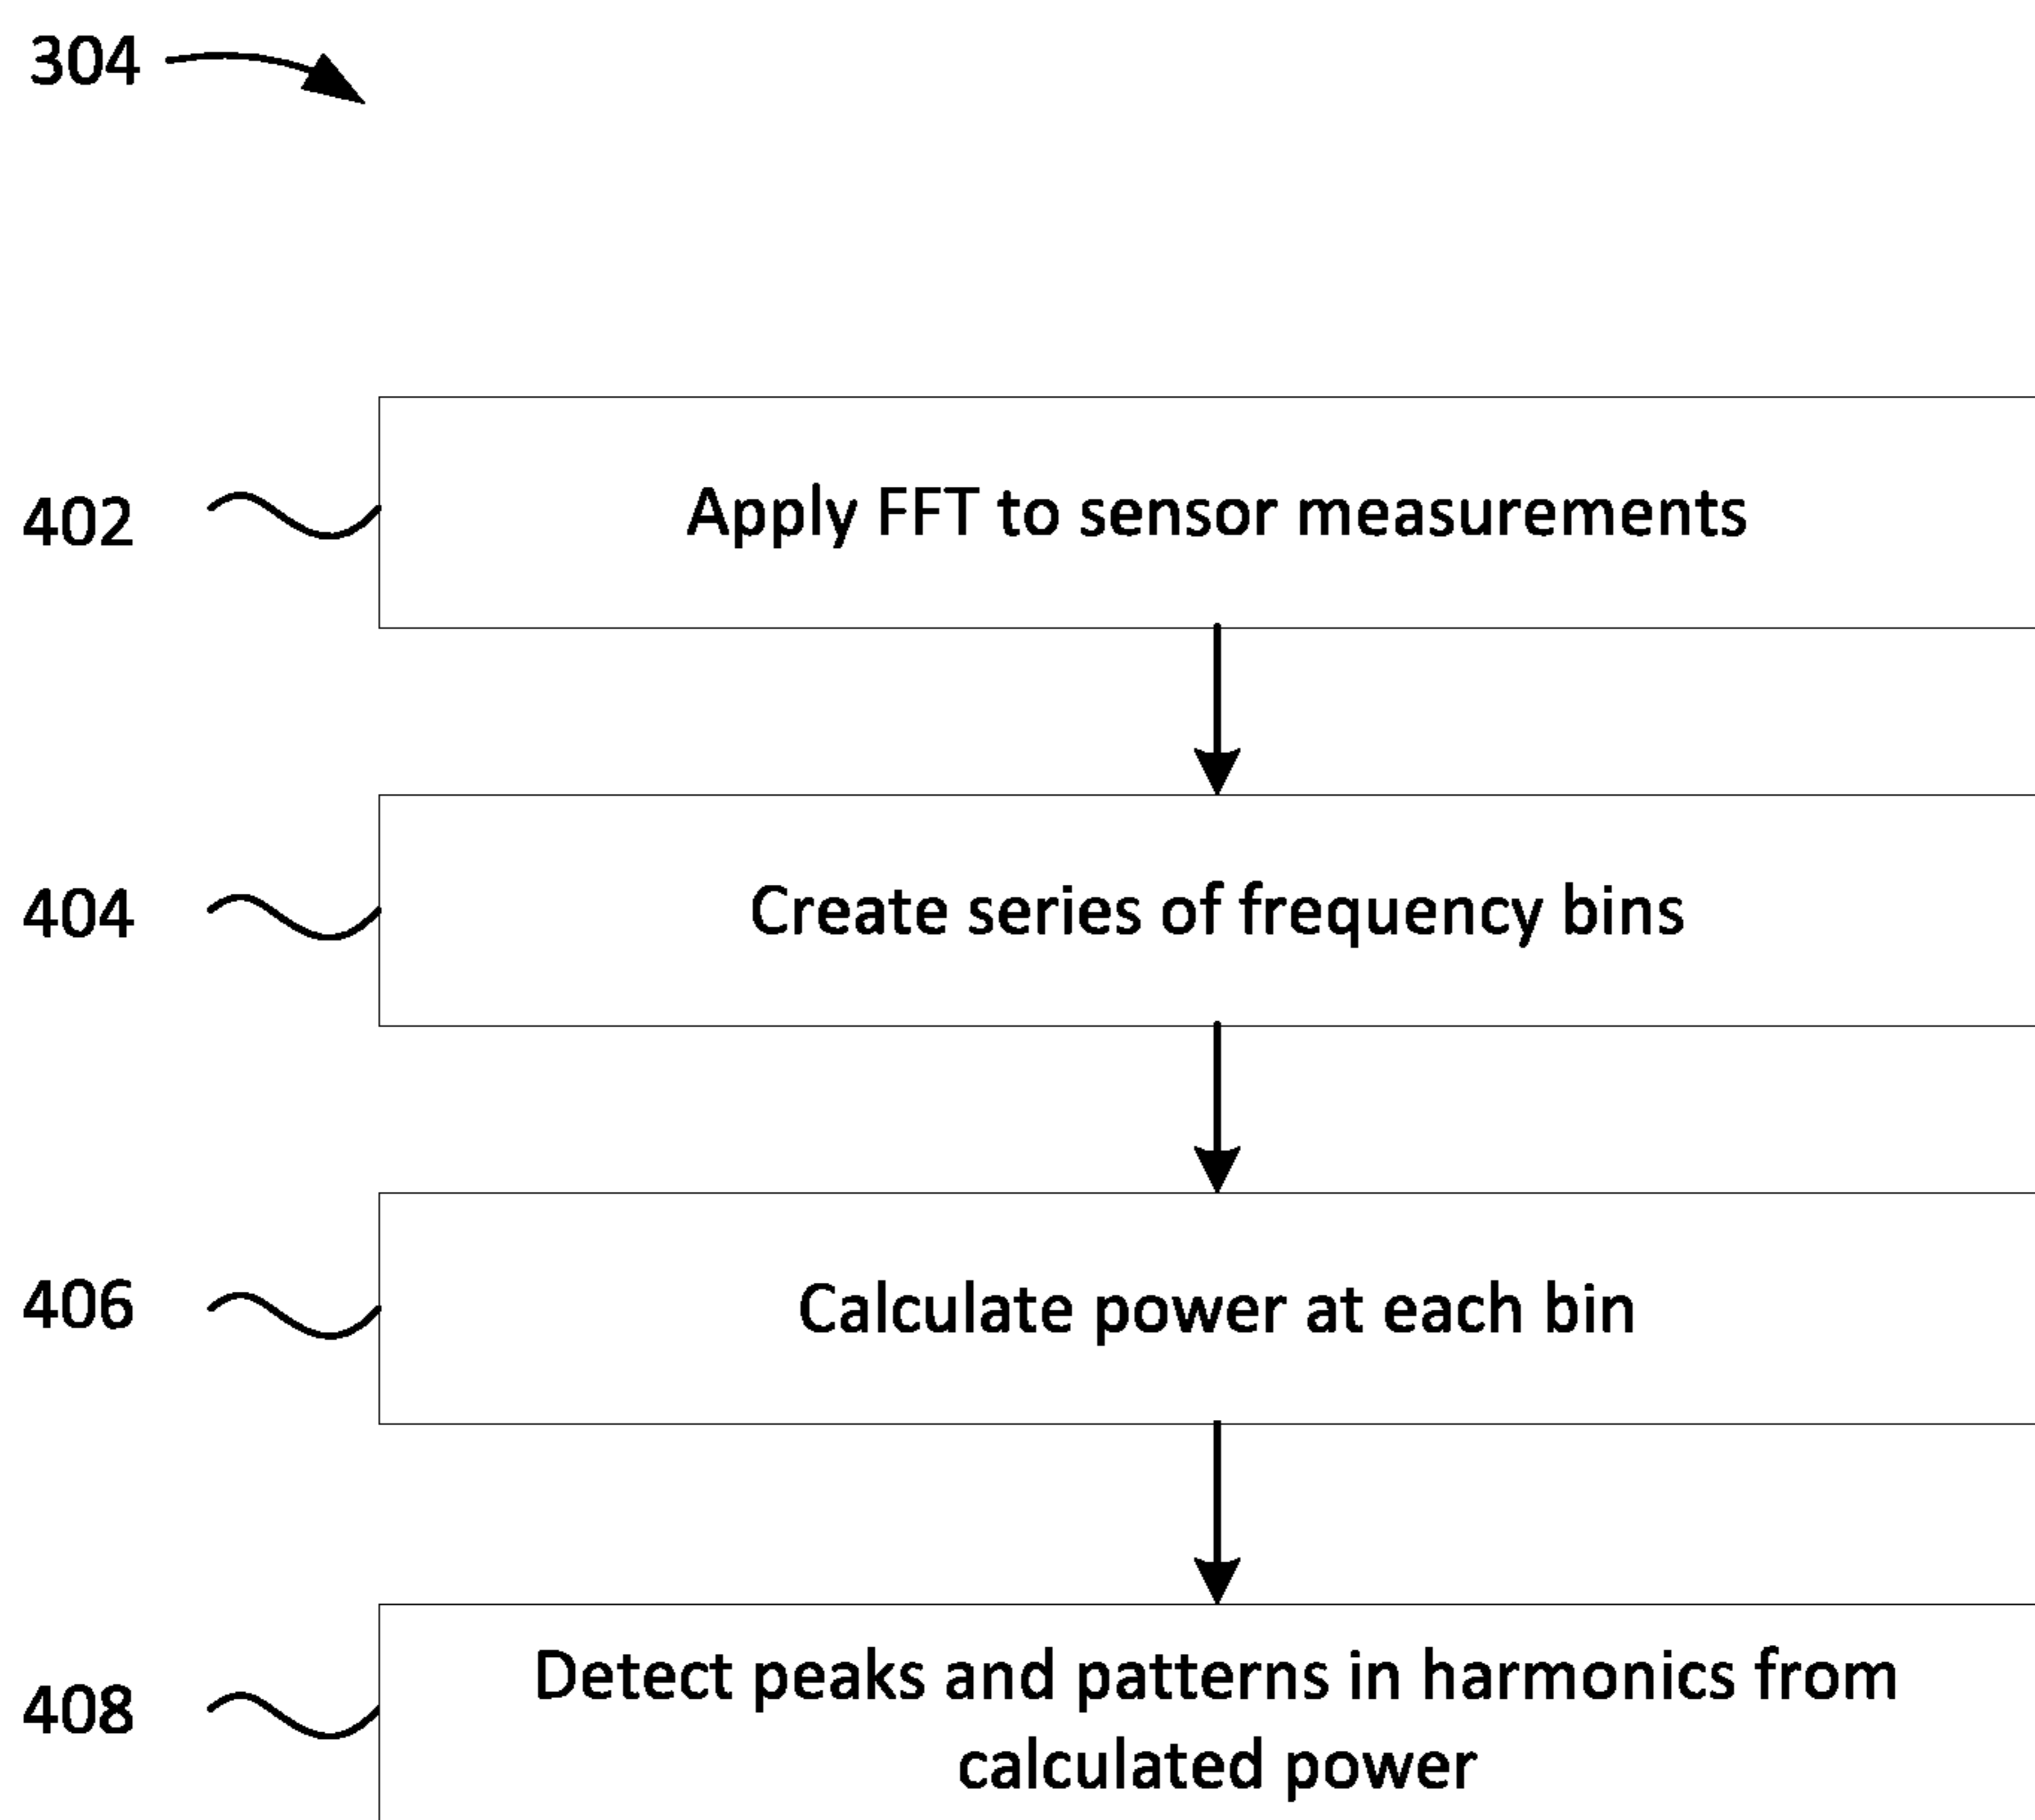 304
402
Apply FFT to sensor measurements
404
Create series of frequency bins
406
Calculate power at each bin
408
Detect peaks and patterns in harmonics from
calculated power